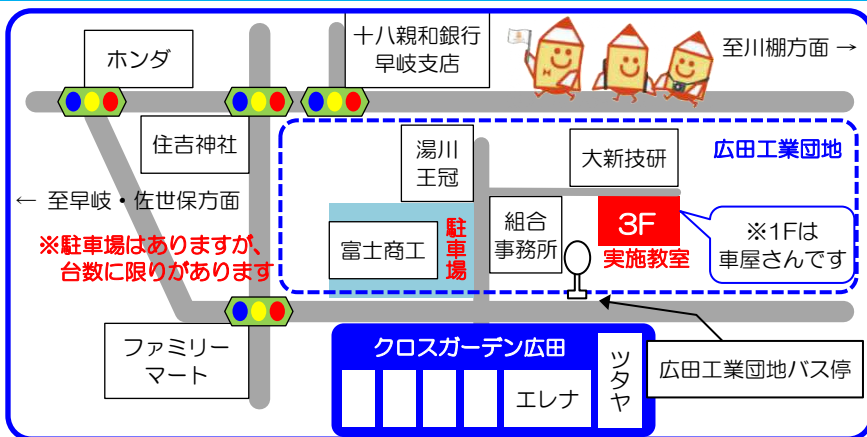 ホンダ
十八親和銀行
早岐支店
至川棚方面 →
住吉神社
湯川
王冠
大新技研
広田工業団地
← 至早岐・佐世保方面
※駐車場はありますが、
台数に限りがあります
富士商工
駐車場
組合
事務所
3F
実施教室
※1Fは
車屋さんです
ファミリー
マート
クロスガーデン広田
エレナ
ツタヤ
広田工業団地バス停